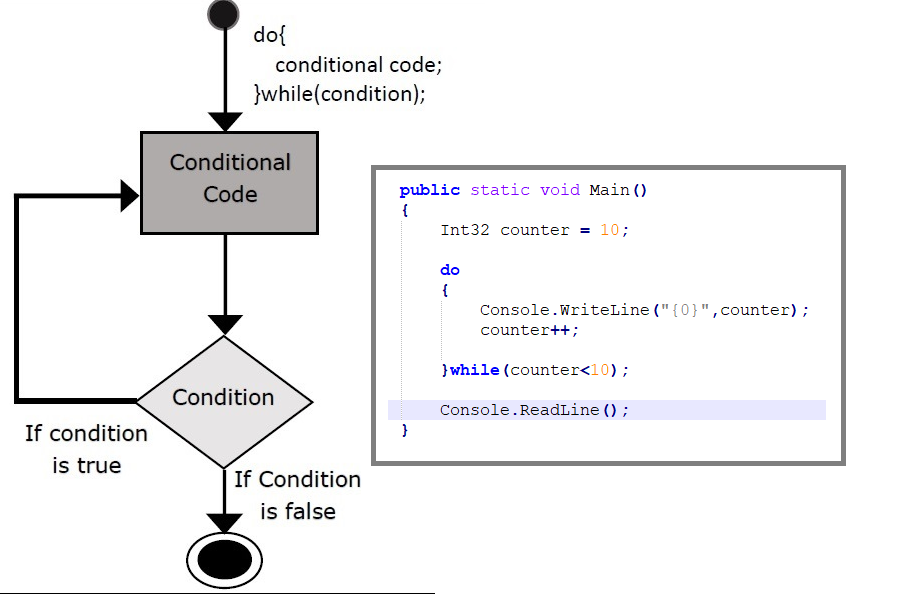 do{
conditional code;
}while(condition);
Conditional
Code
Condition
If condition
is true
If Condition
is false
public static void Main()
{
Int32 counter = 10;
do
{
Console.WriteLine("{0}",counter);
counter++;
}while(counter<10);
Console.ReadLine();
}